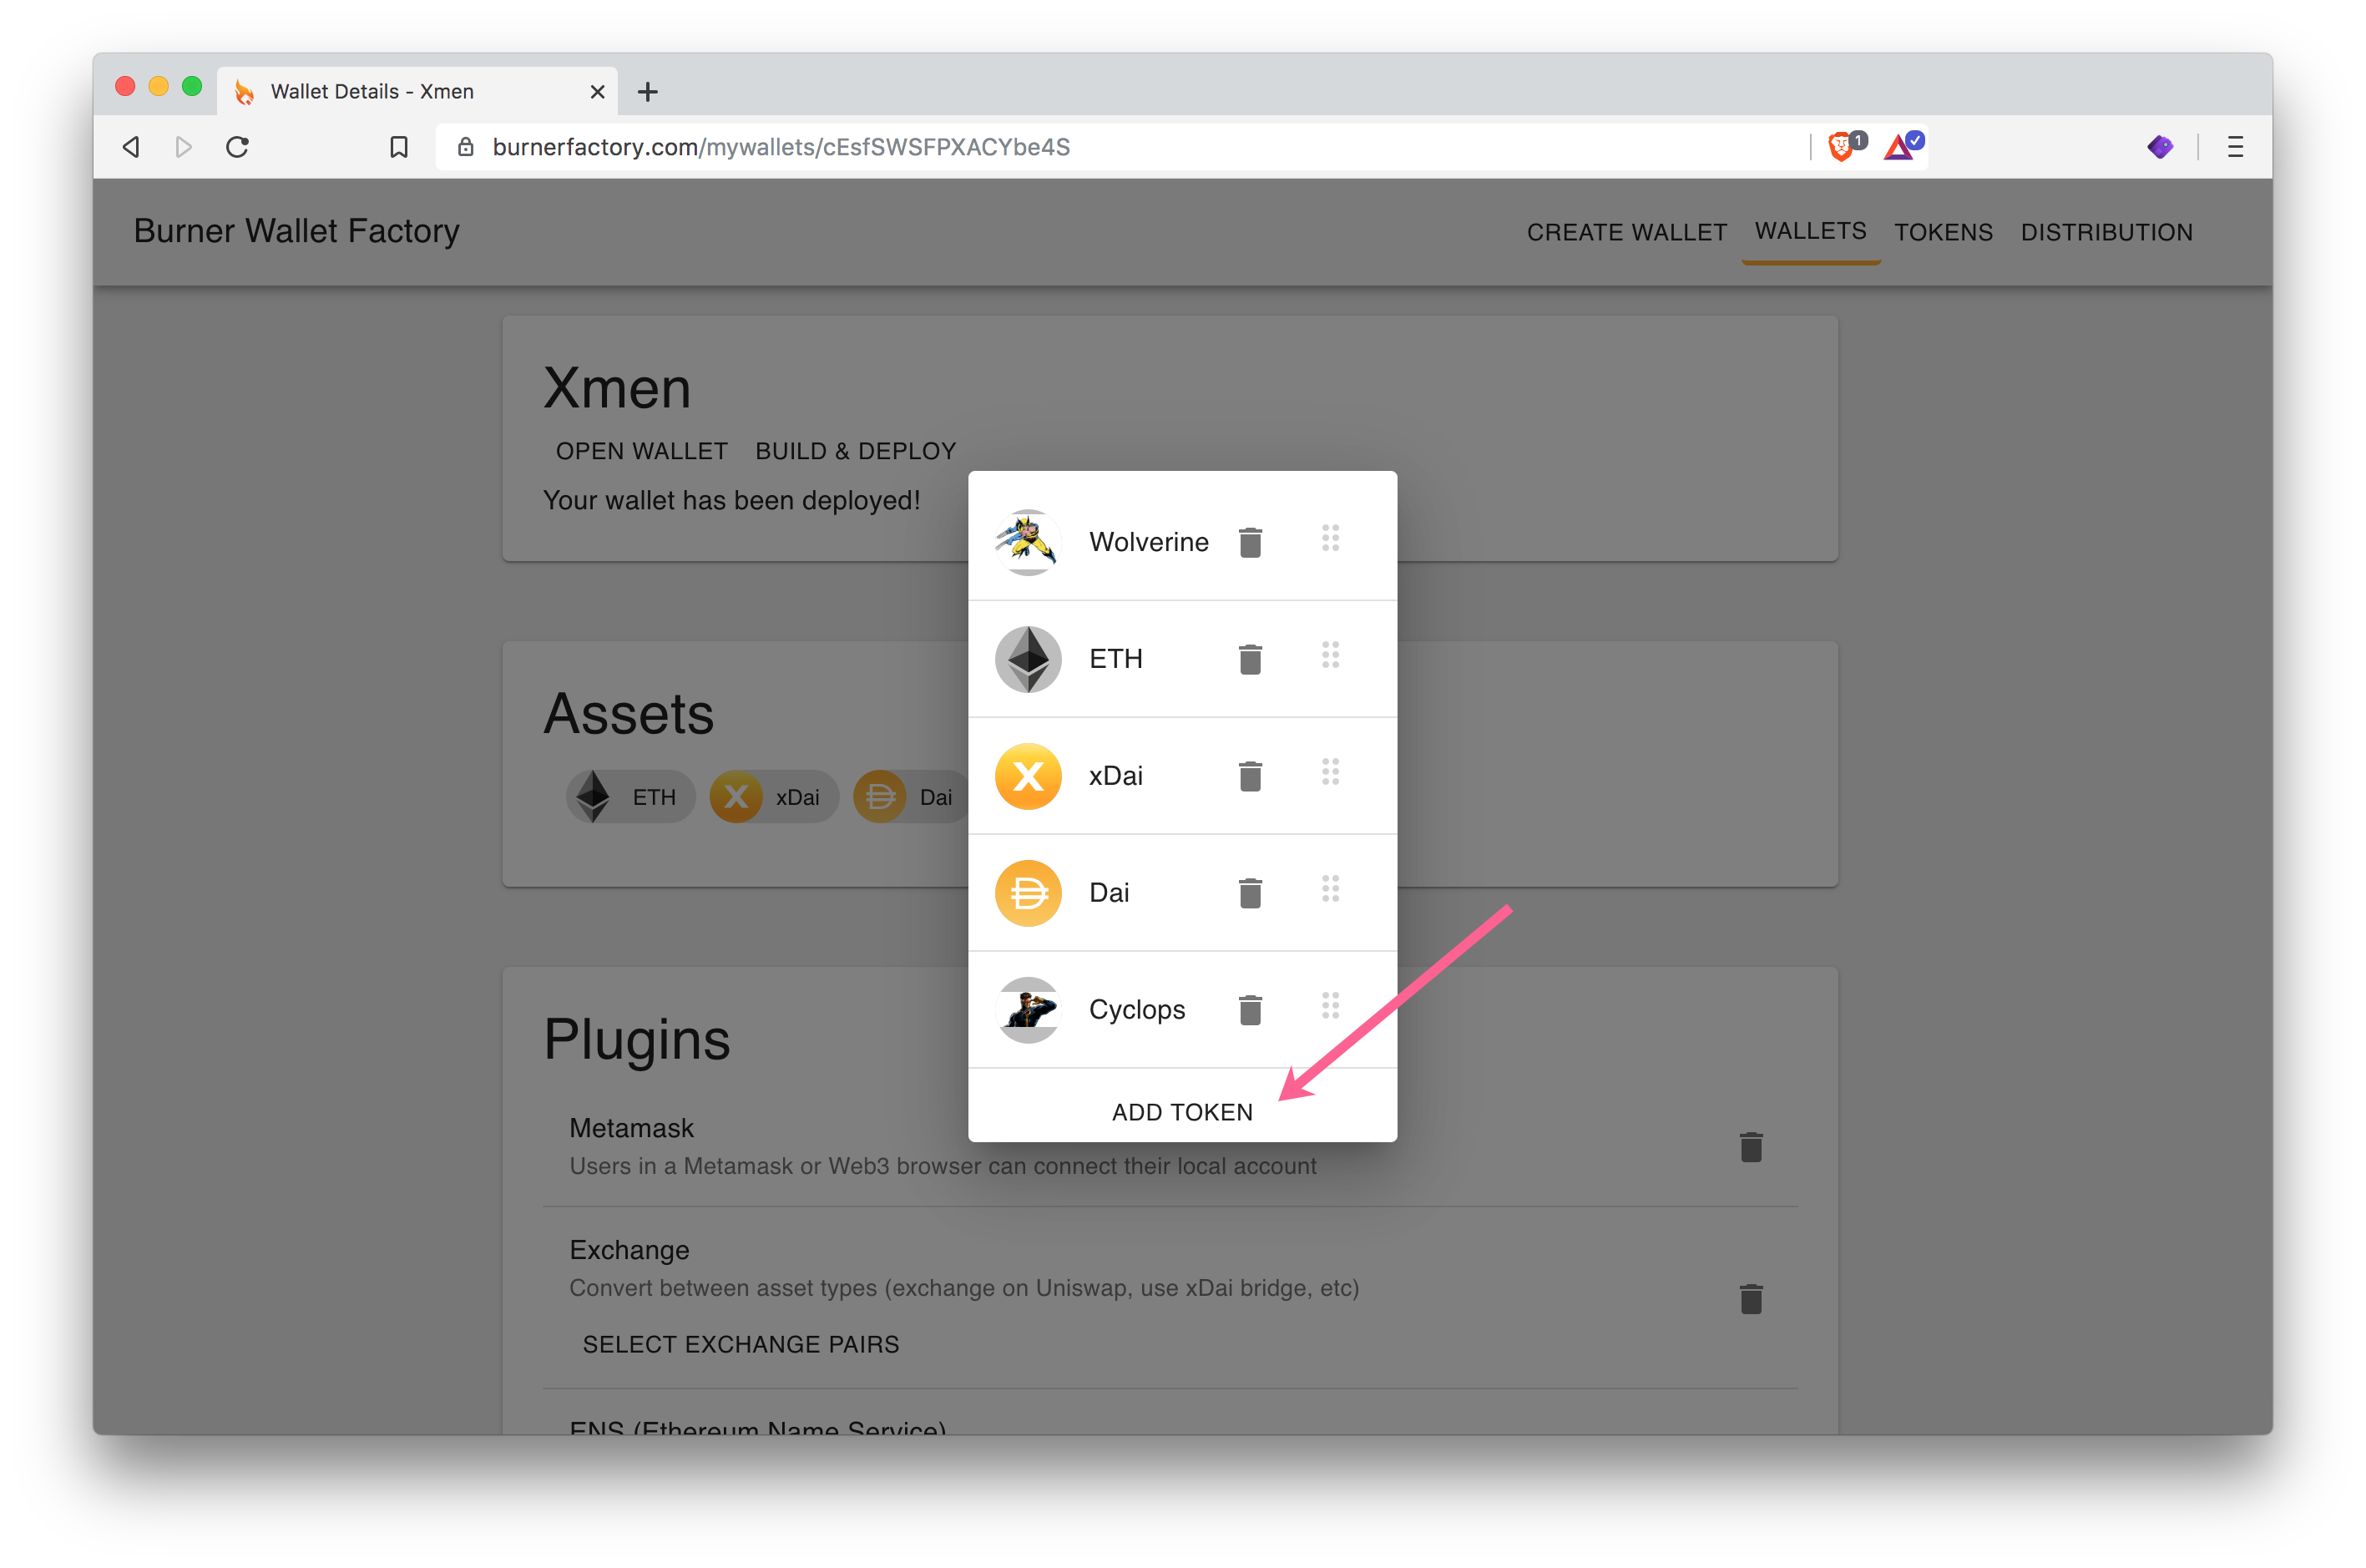 Wallet Details - Xmen
burnerfactory.com/mywallets/cEsfSWSFPXACYbe4S
1
Burner Wallet Factory
CREATE WALLET WALLETS TOKENS DISTRIBUTION
Xmen
OPEN WALLET BUILD & DEPLOY
Your wallet has been deployed!
Assets
ETH xDai Dai
Wolverine
ETH
xDai
Dai
Cyclops
ADD TOKEN
Plugins
Metamask
Users in a Metamask or Web3 browser can connect their local account
Exchange
Convert between asset types (exchange on Uniswap, use xDai bridge, etc)
SELECT EXCHANGE PAIRS
ENS (Ethereum Name Service)